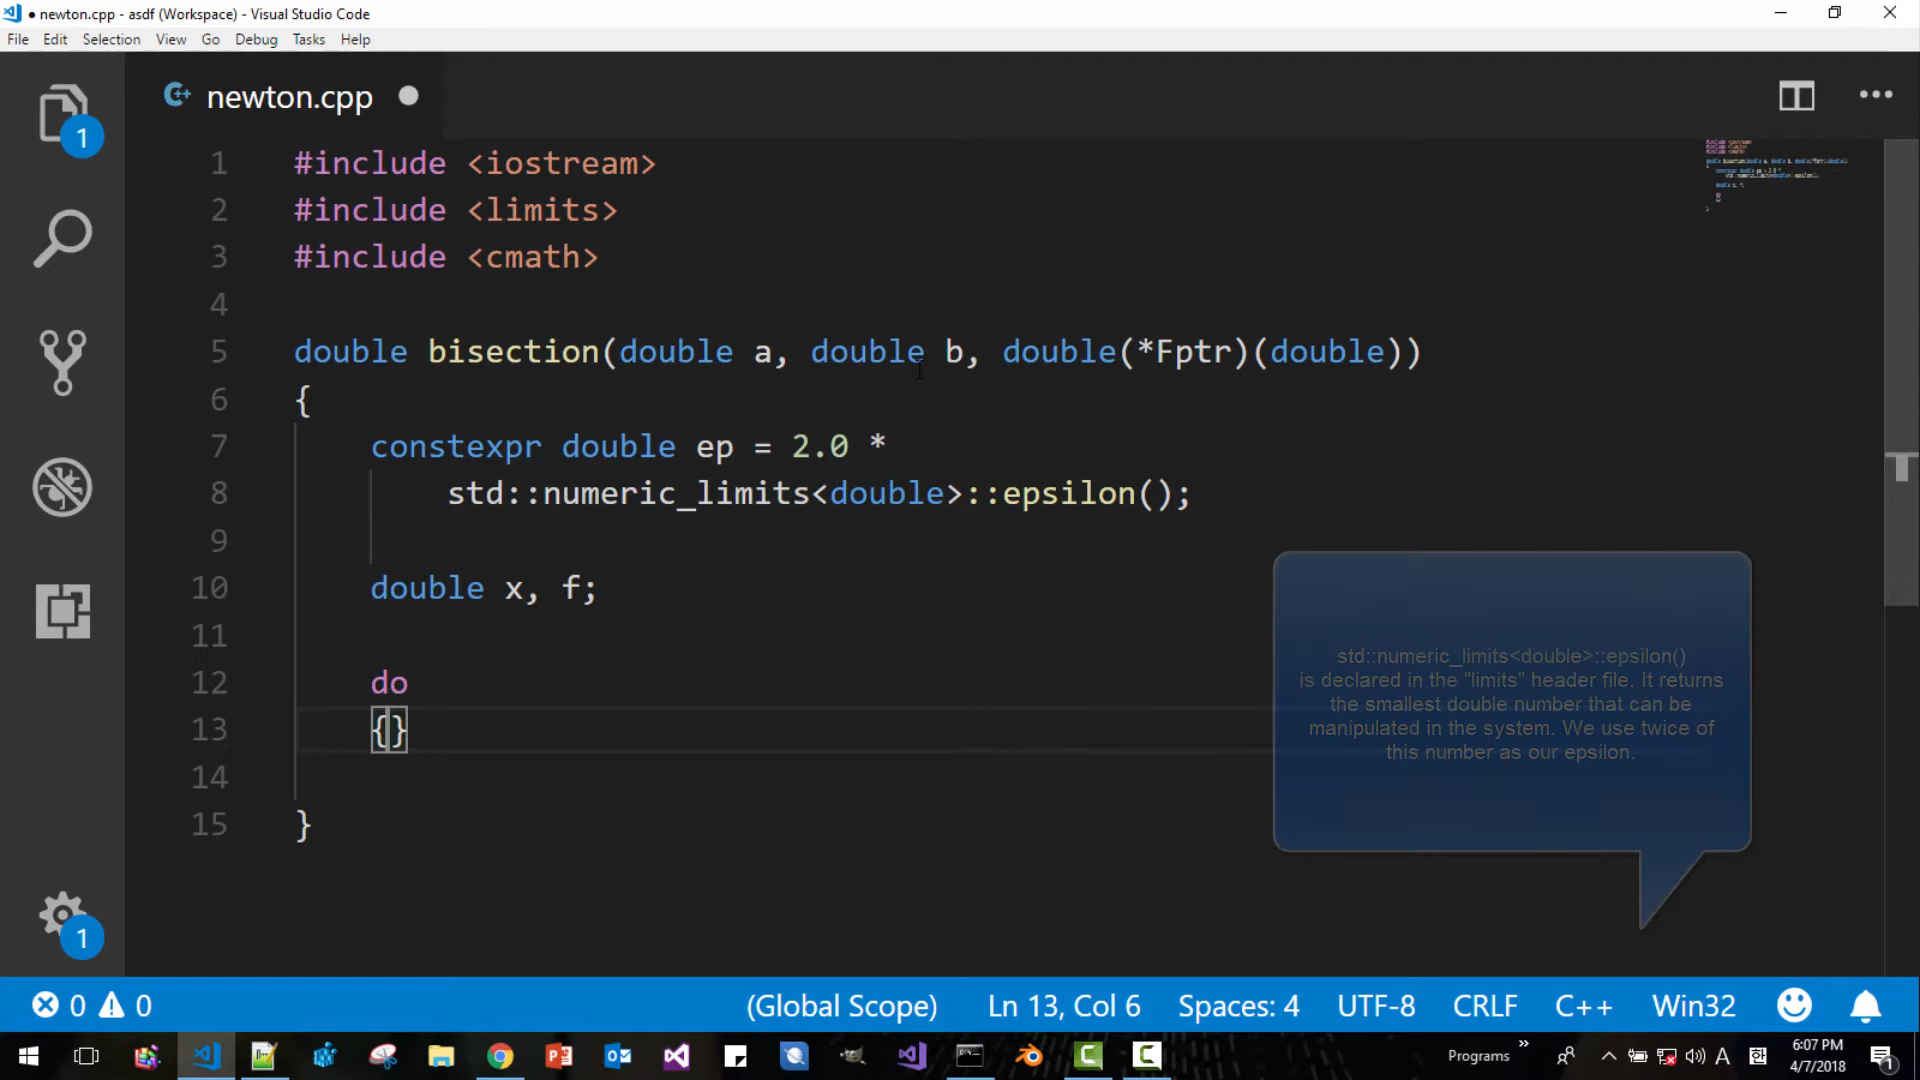 ● newton.cpp - asdf (Workspace) - Visual Studio Code
File Edit Selection View Go Debug Tasks Help
newton.cpp
1 #include <iostream>
2 #include <limits>
3 #include <cmath>
4
5 double bisection(double a, double b, double(*Fptr)(double))
6 {
7 constexpr double ep = 2.0 *
8 std::numeric_limits<double>::epsilon();
9
10 double x, f;
11
12 do
13 {}
14
15 }
std::numeric_limits<double>::epsilon()
is declared in the "limits" header file. It returns
the smallest double number that can be
manipulated in the system. We use twice of
this number as our epsilon.
1
1
0 0 (Global Scope) Ln 13, Col 6 Spaces: 4 UTF-8 CRLF C++ Win32
Programs » A 한 6:07 PM
4/7/2018 1